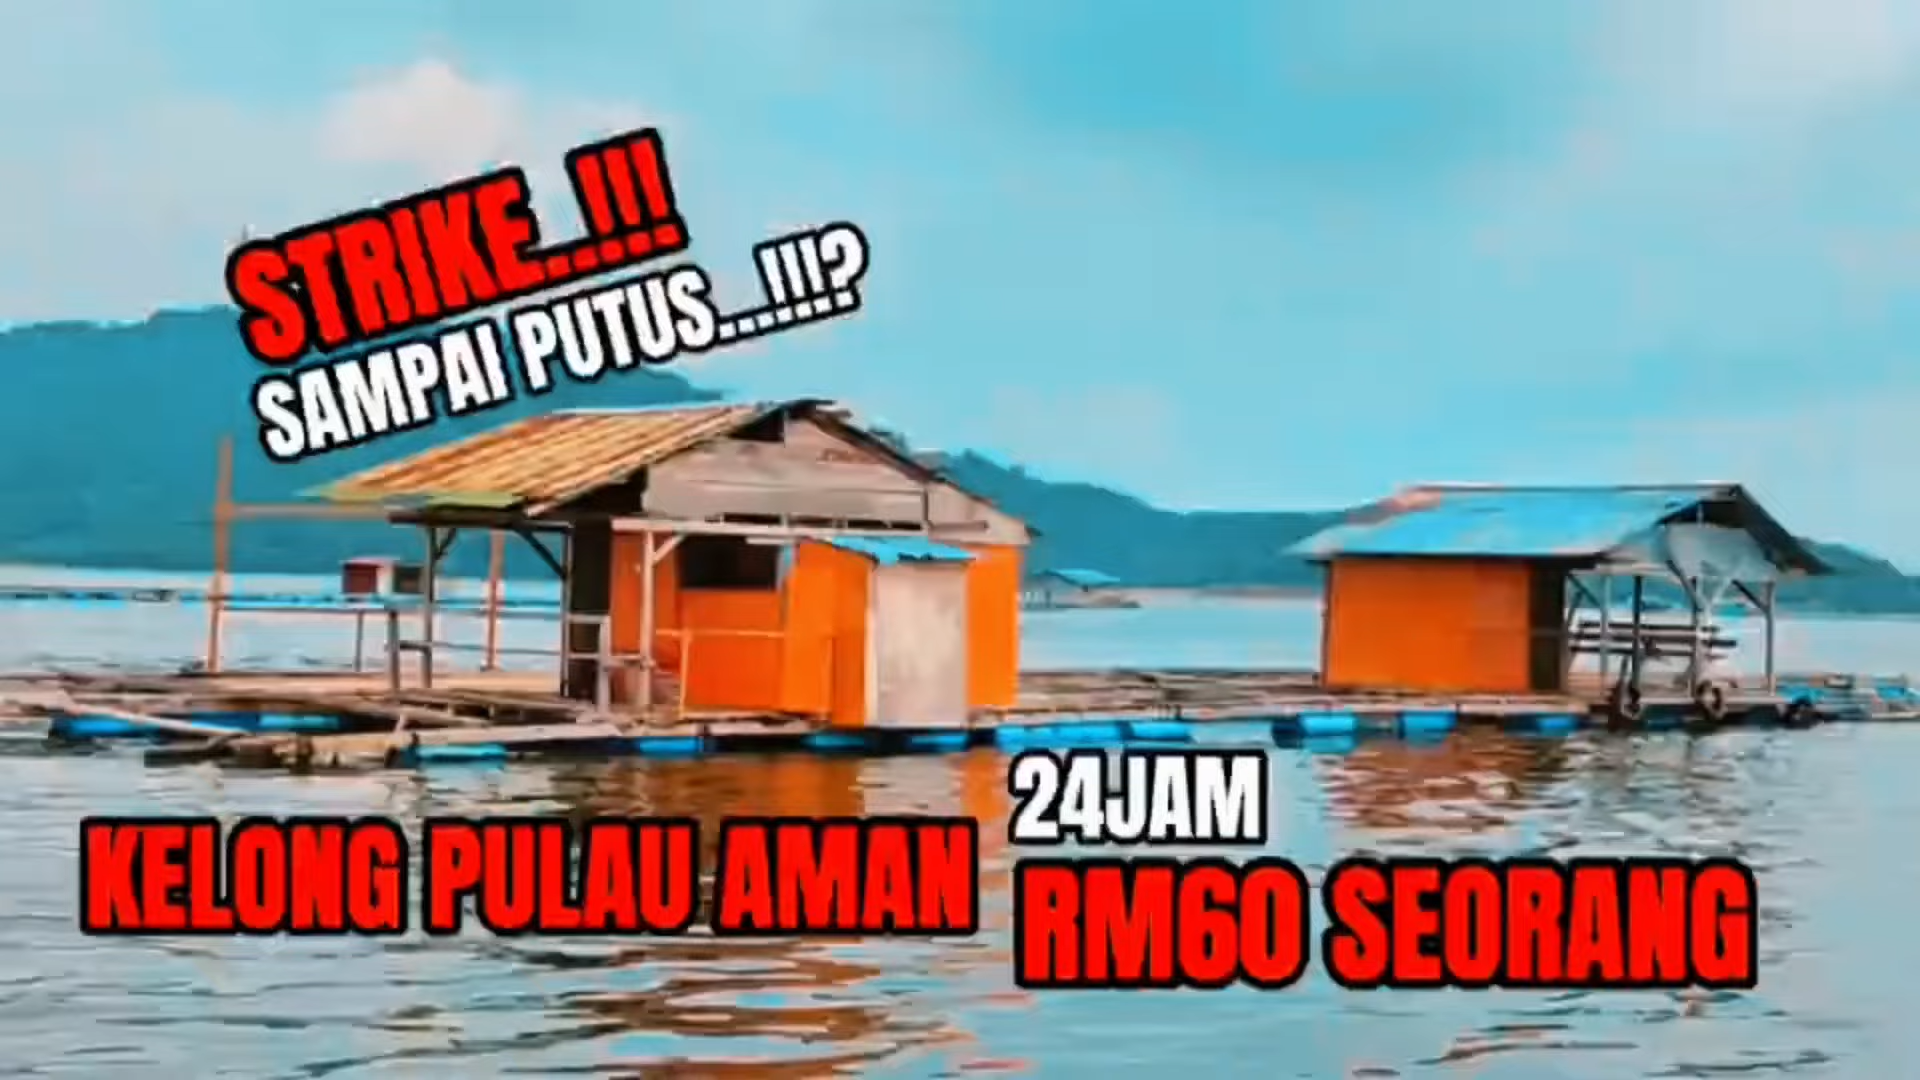 STRIKE...!!!
SAMPAI PUTUS....!!!?
24JAM
KELONG PULAU AMAN
RM60 SEORANG